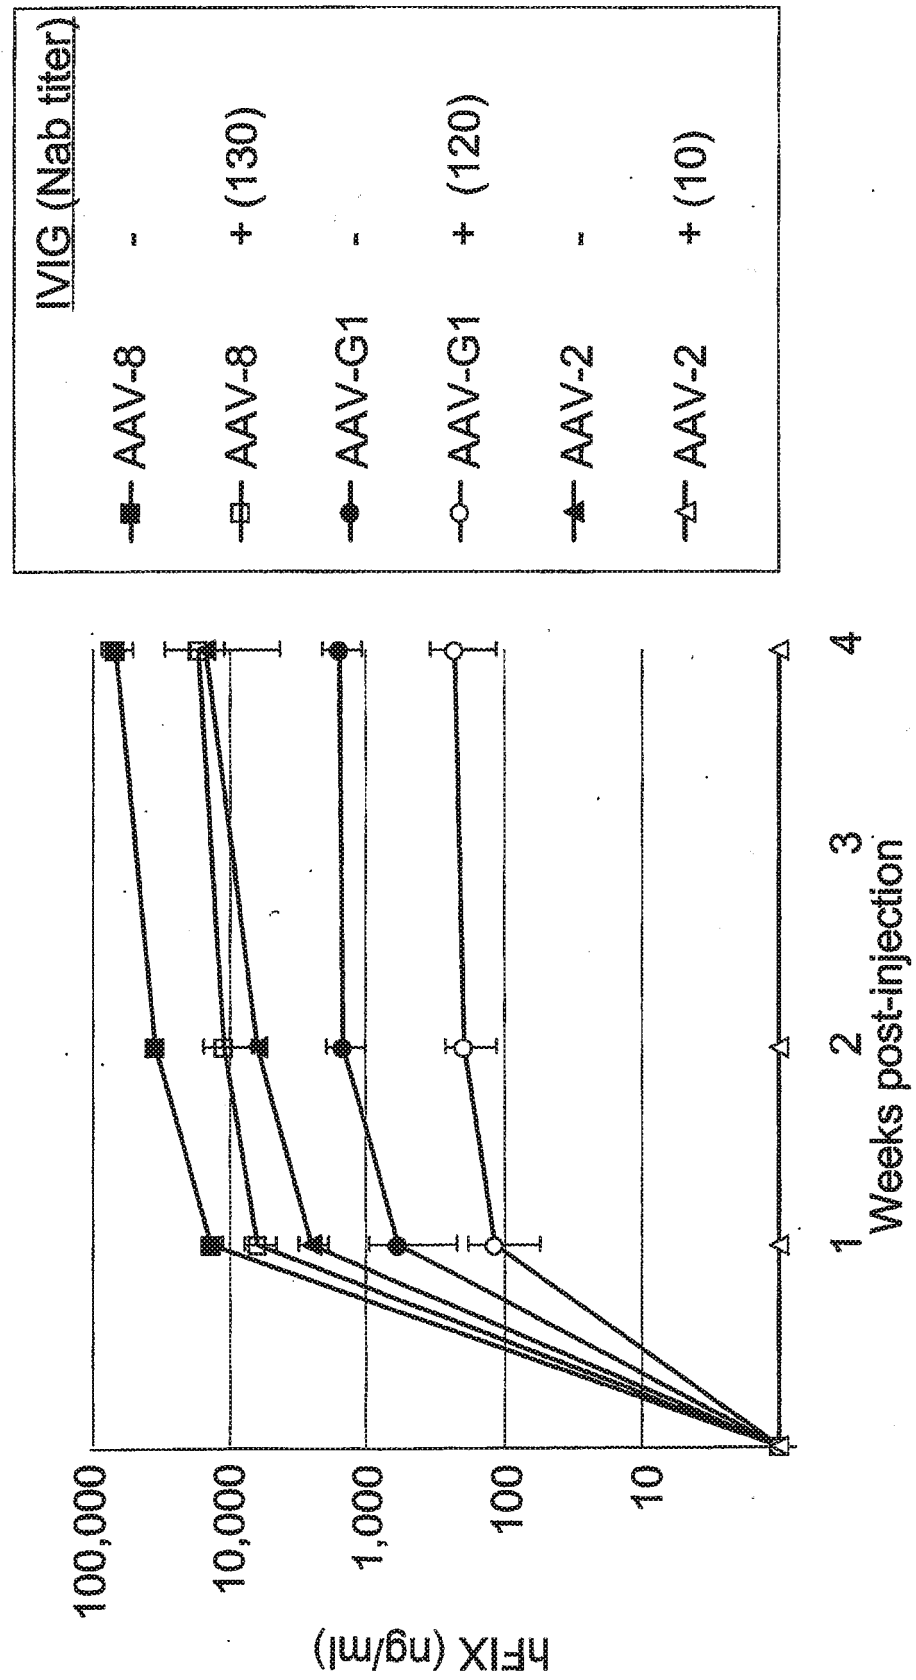 hFIX (ng/ml)
100,000
10,000
1,000
100
10
1
2
3
4
Weeks post-injection
IVIG (Nab titer)
AAV-8 -
AAV-8 + (130)
AAV-G1 -
AAV-G1 + (120)
AAV-2 -
AAV-2 + (10)